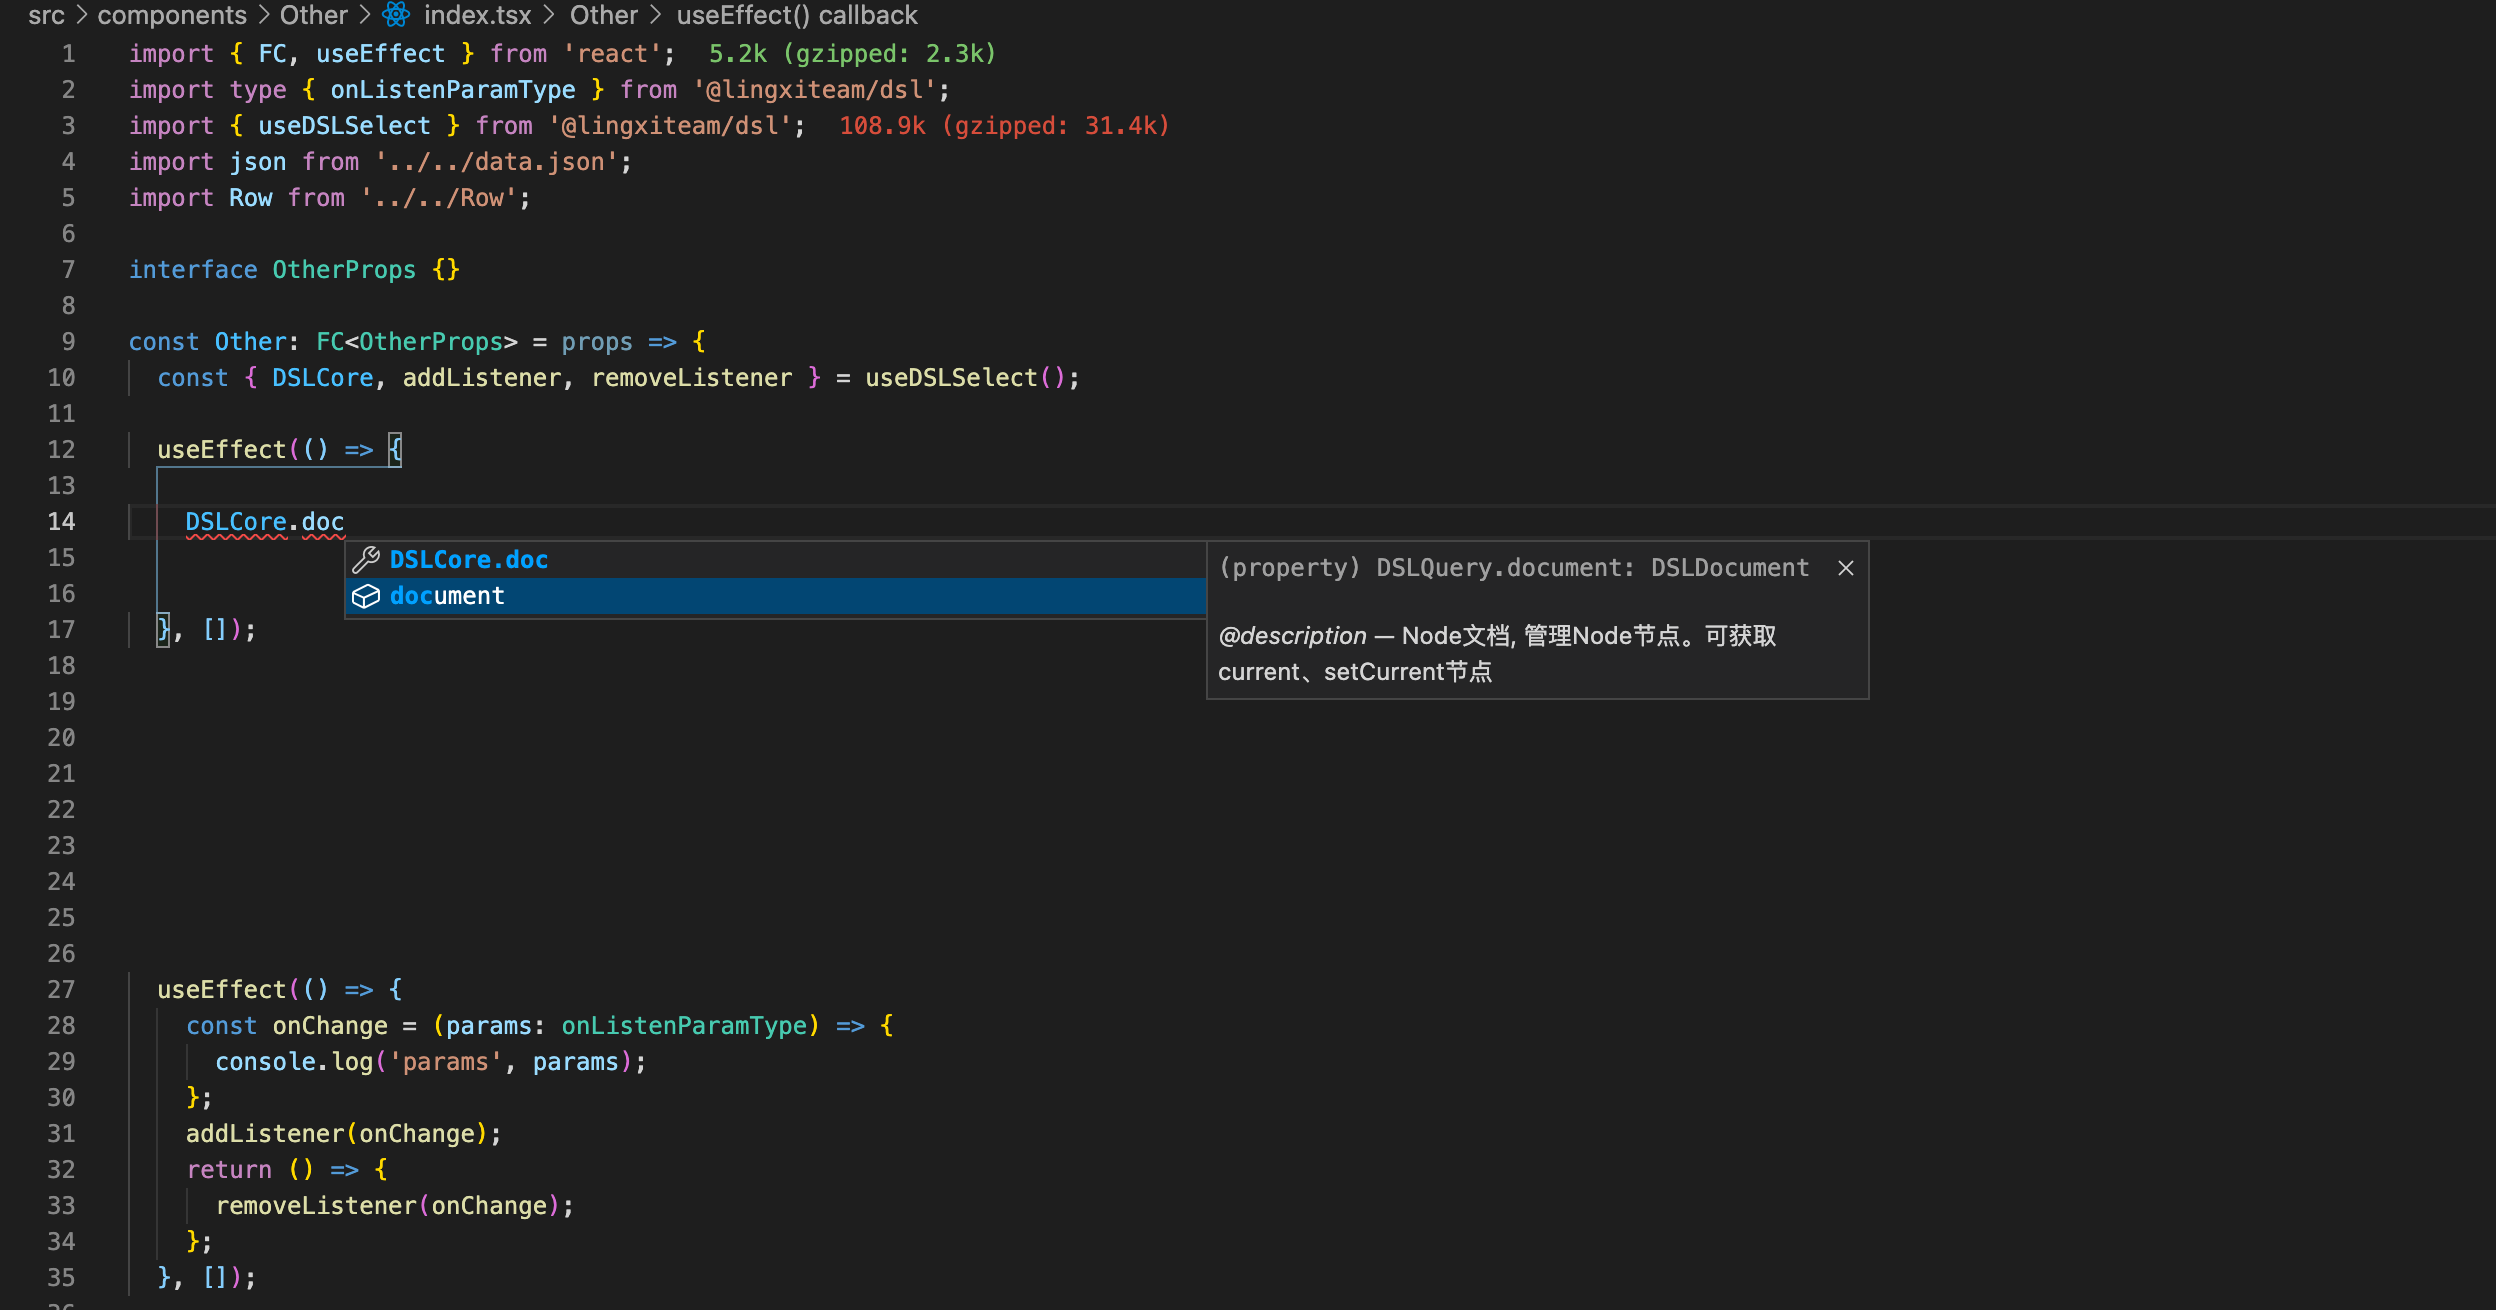 src > components > Other > index.tsx > Other > useEffect() callback
1 import { FC, useEffect } from 'react'; 5.2k (gzipped: 2.3k)
2 import type { onListenParamType } from '@lingxiteam/dsl';
3 import { useDSLSelect } from '@lingxiteam/dsl'; 108.9k (gzipped: 31.4k)
4 import json from '../../data.json';
5 import Row from '../../Row';
6
7 interface OtherProps {}
8
9 const Other: FC<OtherProps> = props => {
10 const { DSLCore, addListener, removeListener } = useDSLSelect();
11
12 useEffect(() => {
13
14 DSLCore.doc
15 DSLCore.doc
(property) DSLQuery.document: DSLDocument
16 document
@description — Node文档, 管理Node节点。可获取
current、setCurrent节点
17 }, []);
18
19
20
21
22
23
24
25
26
27 useEffect(() => {
28 const onChange = (params: onListenParamType) => {
29 console.log('params', params);
30 };
31 addListener(onChange);
32 return () => {
33 removeListener(onChange);
34 };
35 }, []);